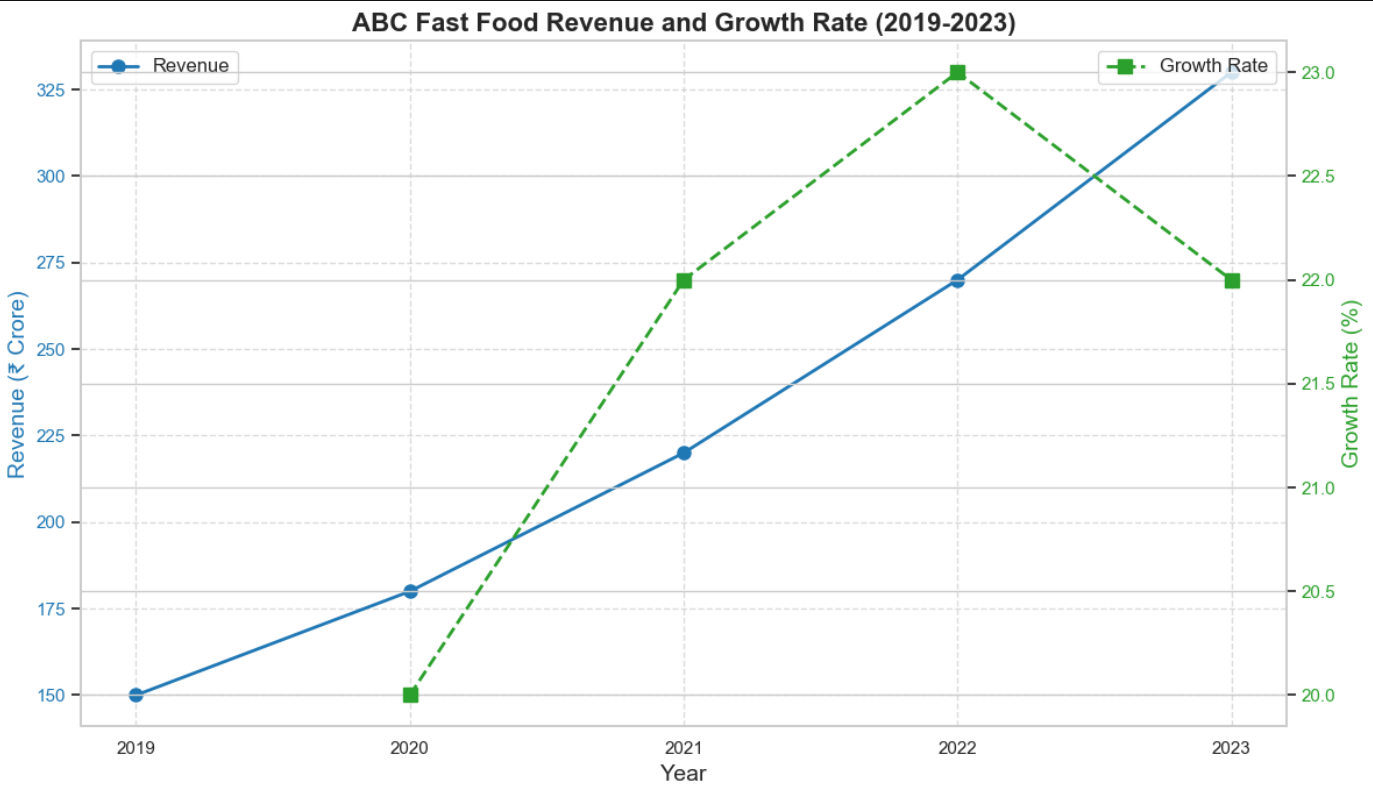 ABC Fast Food Revenue and Growth Rate (2019-2023)
Revenue
Growth Rate
Revenue (₹ Crore)
325
300
275
250
225
200
175
150
23.0
22.5
22.0
21.5
21.0
20.5
20.0
Growth Rate (%)
2019 2020 2021 2022 2023
Year